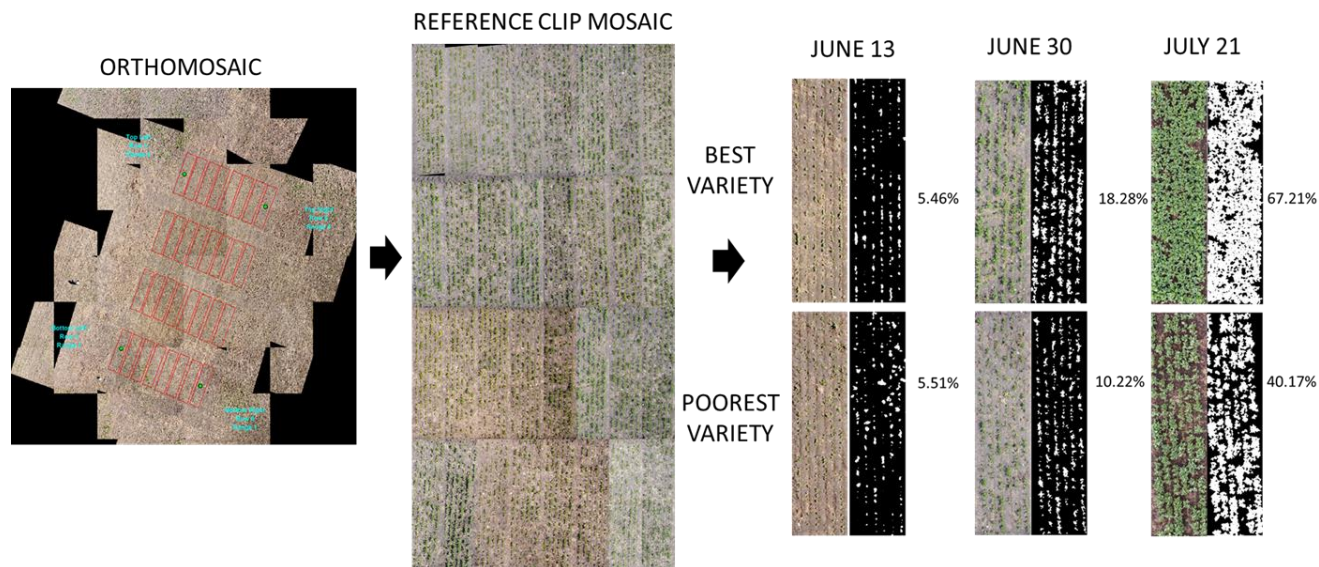 ORTHOMOSAIC
REFERENCE CLIP MOSAIC
JUNE 13
JUNE 30
JULY 21
BEST
VARIETY
5.46%
18.28%
67.21%
POOREST
VARIETY
5.51%
10.22%
40.17%